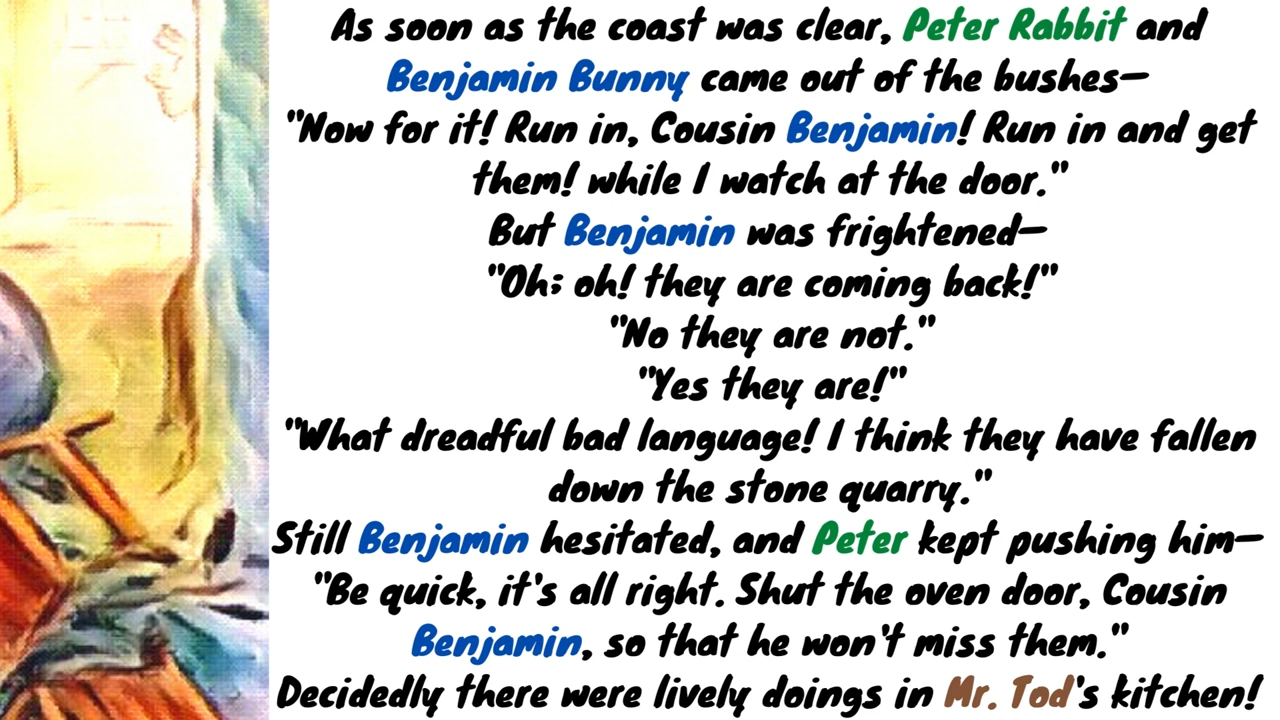 As soon as the coast was clear, Peter Rabbit and
Benjamin Bunny came out of the bushes—
"Now for it! Run in, Cousin Benjamin! Run in and get
them! while I watch at the door."
But Benjamin was frightened—
"Oh; oh! they are coming back!"
"No they are not."
"Yes they are!"
"What dreadful bad language! I think they have fallen
down the stone quarry."
Still Benjamin hesitated, and Peter kept pushing him—
"Be quick, it's all right. Shut the oven door, Cousin
Benjamin, so that he won't miss them."
Decidedly there were lively doings in Mr. Tod's kitchen!